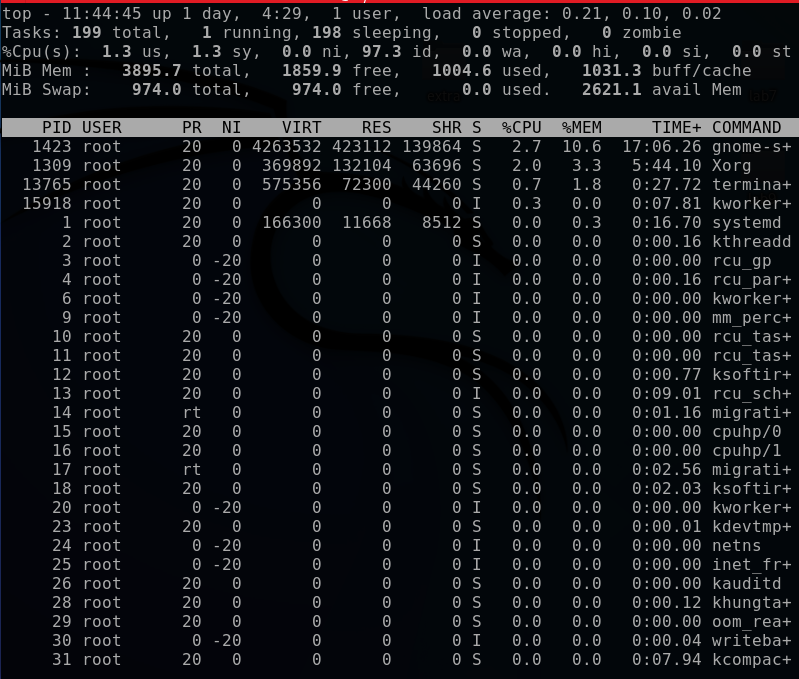 top - 11:44:45 up 1 day,  4:29,  1 user,  load average: 0.21, 0.10, 0.02
Tasks: 199 total,   1 running, 198 sleeping,   0 stopped,   0 zombie
%Cpu(s):  1.3 us,  1.3 sy,  0.0 ni, 97.3 id,  0.0 wa,  0.0 hi,  0.0 si,  0.0 st
MiB Mem :   3895.7 total,   1859.9 free,   1004.6 used,   1031.3 buff/cache
MiB Swap:    974.0 total,    974.0 free,      0.0 used.   2621.1 avail Mem
    PID USER      PR  NI    VIRT    RES    SHR S  %CPU  %MEM     TIME+ COMMAND
   1423 root      20   0 4263532 423112 139864 S   2.7  10.6  17:06.26 gnome-s+
   1309 root      20   0  369892 132104  63696 S   2.0   3.3   5:44.10 Xorg
  13765 root      20   0  575356  72300  44260 S   0.7   1.8   0:27.72 termina+
  15918 root      20   0       0      0      0 I   0.3   0.0   0:07.81 kworker+
      1 root      20   0  166300  11668   8512 S   0.0   0.3   0:16.70 systemd
      2 root      20   0       0      0      0 S   0.0   0.0   0:00.16 kthreadd
      3 root       0 -20       0      0      0 I   0.0   0.0   0:00.00 rcu_gp
      4 root       0 -20       0      0      0 I   0.0   0.0   0:00.16 rcu_par+
      6 root       0 -20       0      0      0 I   0.0   0.0   0:00.00 kworker+
      9 root       0 -20       0      0      0 I   0.0   0.0   0:00.00 mm_perc+
     10 root      20   0       0      0      0 S   0.0   0.0   0:00.00 rcu_tas+
     11 root      20   0       0      0      0 S   0.0   0.0   0:00.00 rcu_tas+
     12 root      20   0       0      0      0 S   0.0   0.0   0:00.77 ksoftir+
     13 root      20   0       0      0      0 I   0.0   0.0   0:09.01 rcu_sch+
     14 root      rt   0       0      0      0 S   0.0   0.0   0:01.16 migrati+
     15 root      20   0       0      0      0 S   0.0   0.0   0:00.00 cpuhp/0
     16 root      20   0       0      0      0 S   0.0   0.0   0:00.00 cpuhp/1
     17 root      rt   0       0      0      0 S   0.0   0.0   0:02.56 migrati+
     18 root      20   0       0      0      0 S   0.0   0.0   0:02.03 ksoftir+
     20 root       0 -20       0      0      0 I   0.0   0.0   0:00.00 kworker+
     23 root      20   0       0      0      0 S   0.0   0.0   0:00.01 kdevtmp+
     24 root       0 -20       0      0      0 I   0.0   0.0   0:00.00 netns
     25 root       0 -20       0      0      0 I   0.0   0.0   0:00.00 inet_fr+
     26 root      20   0       0      0      0 S   0.0   0.0   0:00.00 kauditd
     28 root      20   0       0      0      0 S   0.0   0.0   0:00.12 khungta+
     29 root      20   0       0      0      0 S   0.0   0.0   0:00.00 oom_rea+
     30 root       0 -20       0      0      0 I   0.0   0.0   0:00.04 writeba+
     31 root      20   0       0      0      0 S   0.0   0.0   0:07.94 kcompac+